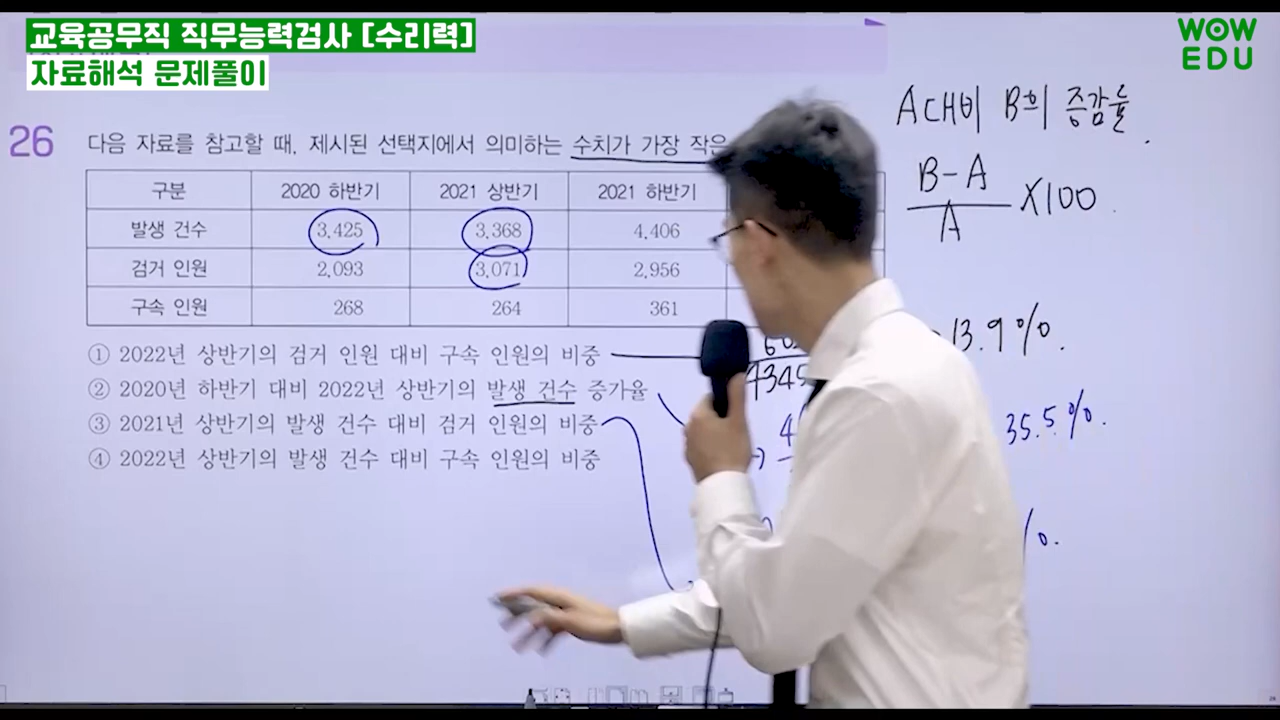 교육공무직 직무능력검사 [수리력]
자료해석 문제풀이
WOW
EDU
26 다음 자료를 참고할 때, 제시된 선택지에서 의미하는 수치가 가장 작은
구분 2020 하반기 2021 상반기 2021 하반기
발생 건수 3,425 3,368 4,406
검거 인원 2,093 3,071 2,956
구속 인원 268 264 361
① 2022년 상반기의 검거 인원 대비 구속 인원의 비중
② 2020년 하반기 대비 2022년 상반기의 발생 건수 증가율
③ 2021년 상반기의 발생 건수 대비 검거 인원의 비중
④ 2022년 상반기의 발생 건수 대비 구속 인원의 비중
A대비 B의 증감율
B-A
A
X100
4345
13.9%.
35.5%.
%.